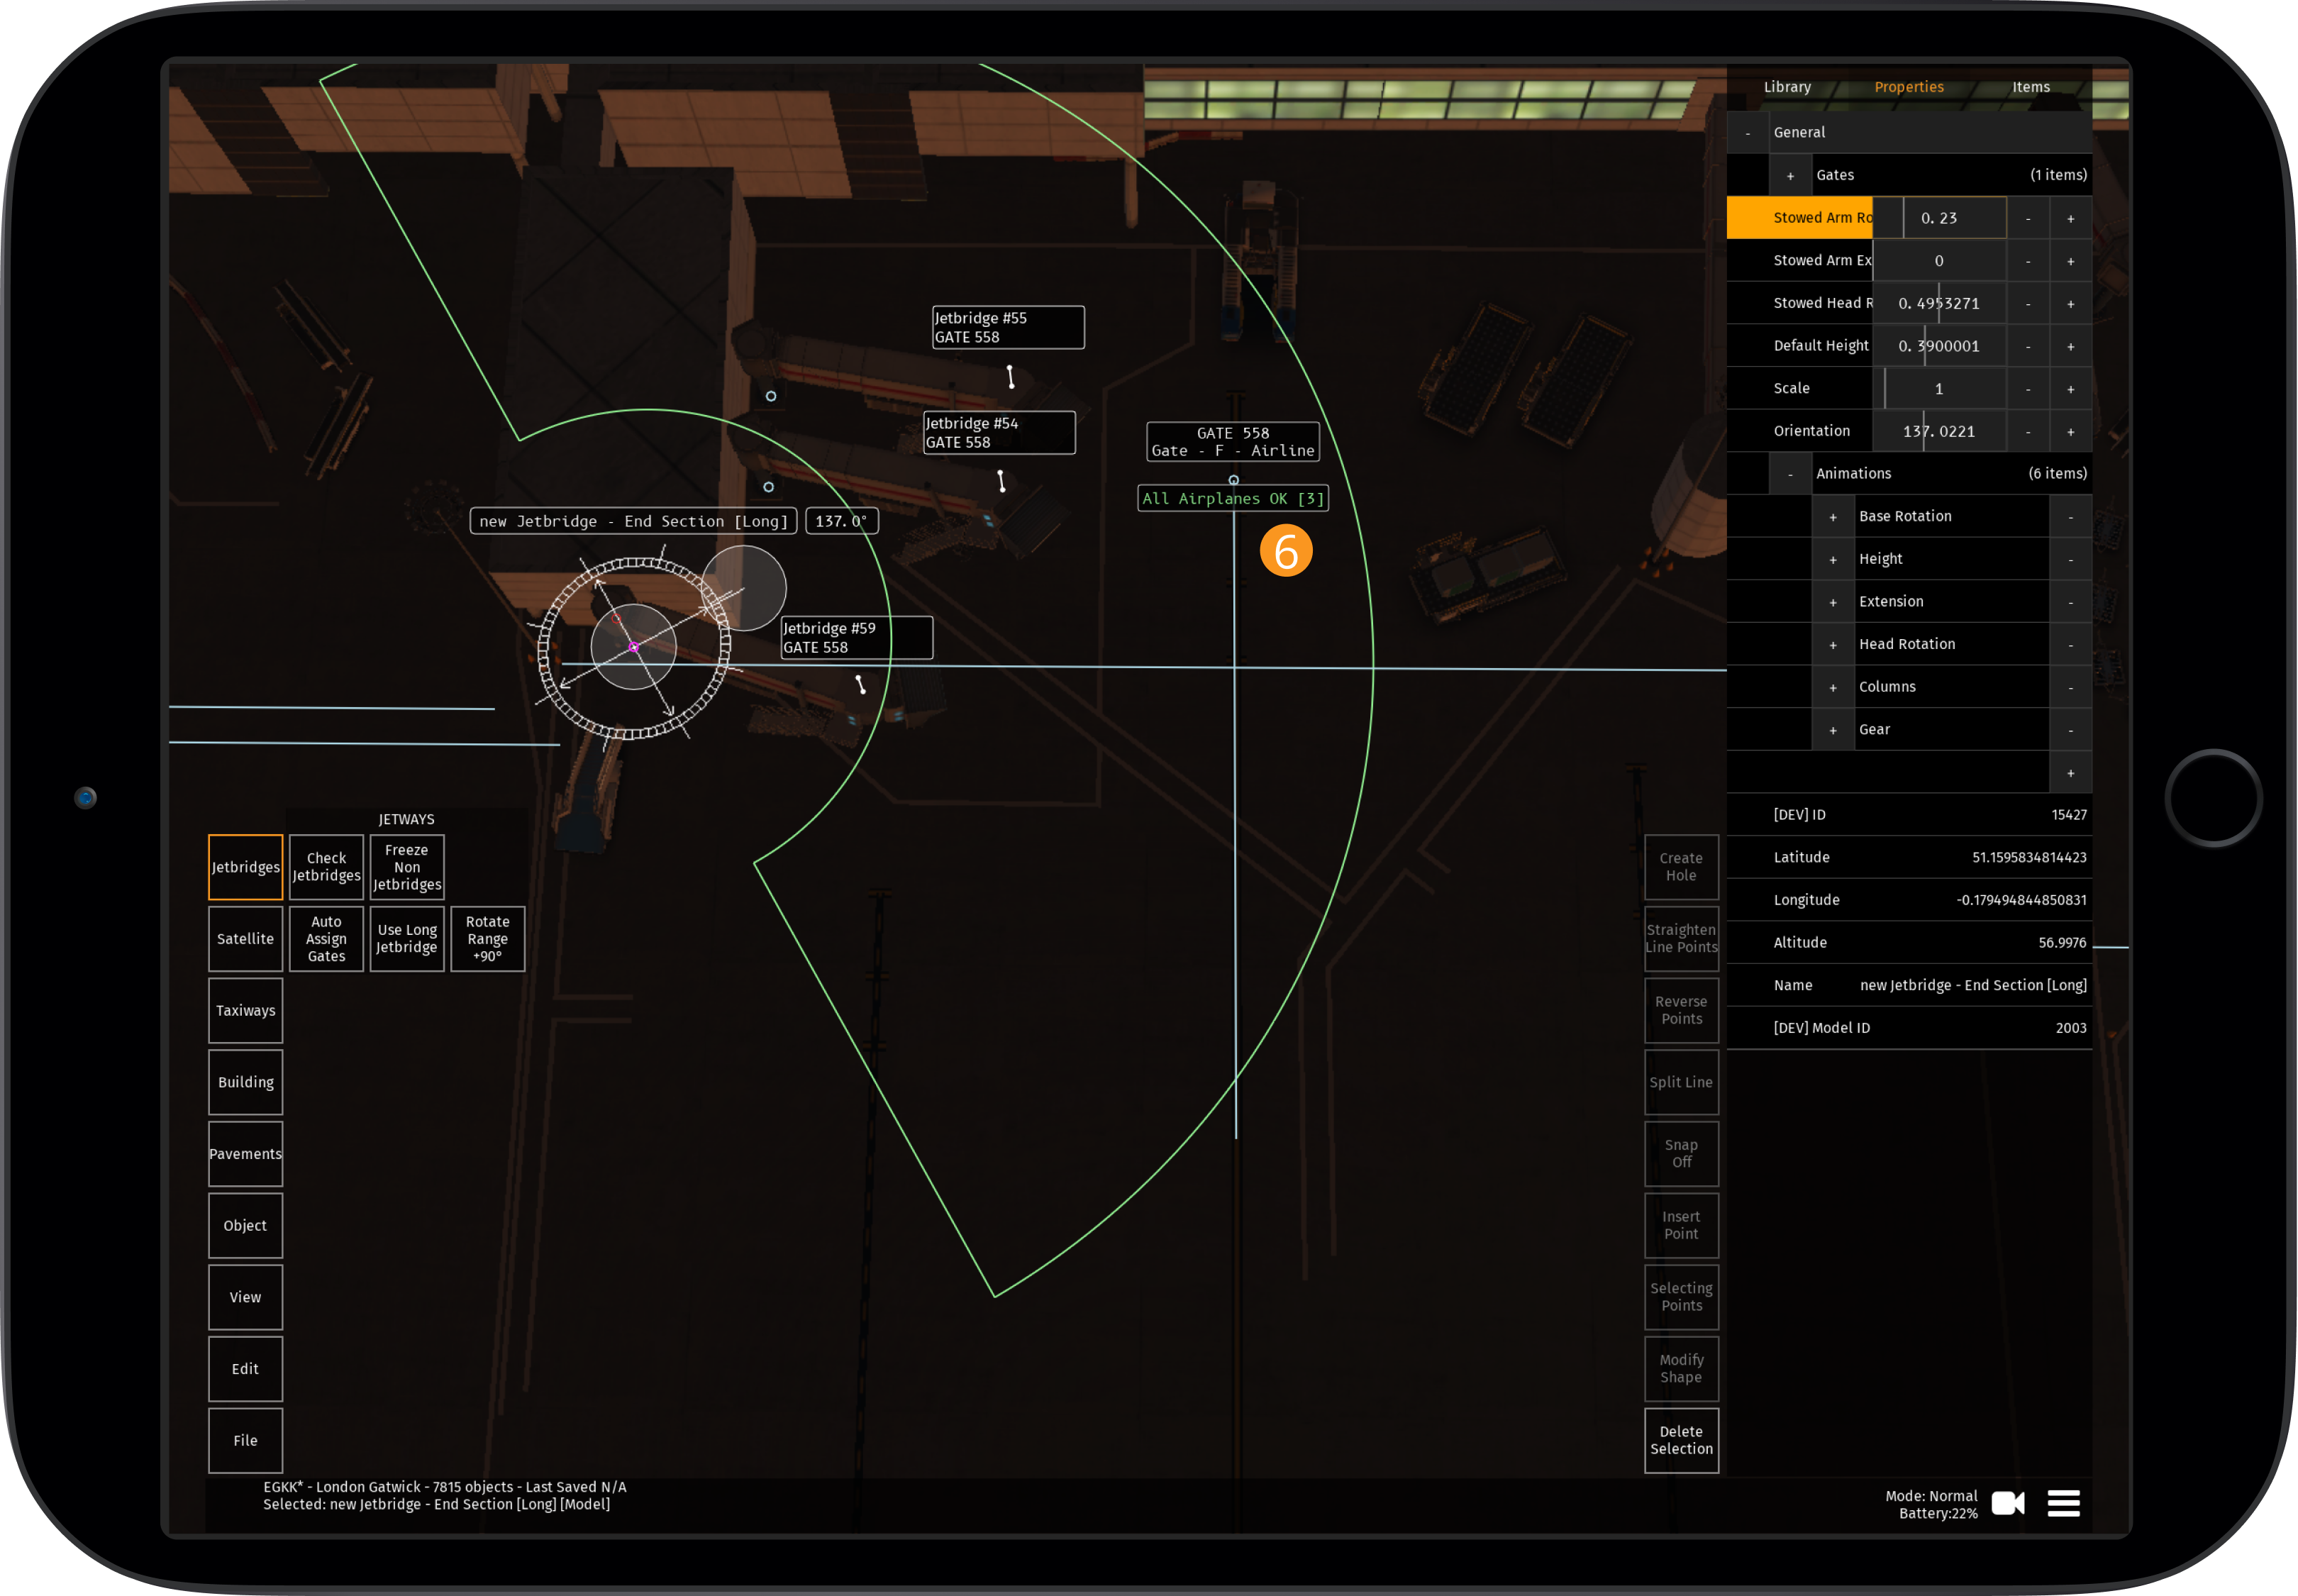 Library
Properties
Items
-
General
+
Gates
(1 items)
Stowed Arm Ro
0.23
-
+
Stowed Arm Ex
0
-
+
Stowed Head R
0.4953271
-
+
Default Height
0.3900001
-
+
Scale
1
-
+
Orientation
137.0221
-
+
-
Animations
(6 items)
+
Base Rotation
-
+
Height
-
+
Extension
-
+
Head Rotation
-
+
Columns
-
+
Gear
-
+
[DEV] ID
15427
Latitude
51.1595834814423
Longitude
-0.179494844850831
Altitude
56.9976
Name
new Jetbridge - End Section [Long]
[DEV] Model ID
2003
Jetbridge #55
GATE 558
Jetbridge #54
GATE 558
GATE 558
Gate - F - Airline
All Airplanes OK [3]
6
new Jetbridge - End Section [Long]
137.0°
Jetbridge #59
GATE 558
JETWAYS
Jetbridges
Check
Jetbridges
Freeze
Non
Jetbridges
Satellite
Auto
Assign
Gates
Use Long
Jetbridge
Rotate
Range
+90°
Taxiways
Building
Pavements
Object
View
Edit
File
Create
Hole
Straighten
Line Points
Reverse
Points
Split Line
Snap
Off
Insert
Point
Selecting
Points
Modify
Shape
Delete
Selection
EGKK* - London Gatwick - 7815 objects - Last Saved N/A
Selected: new Jetbridge - End Section [Long] [Model]
Mode: Normal
Battery:22%